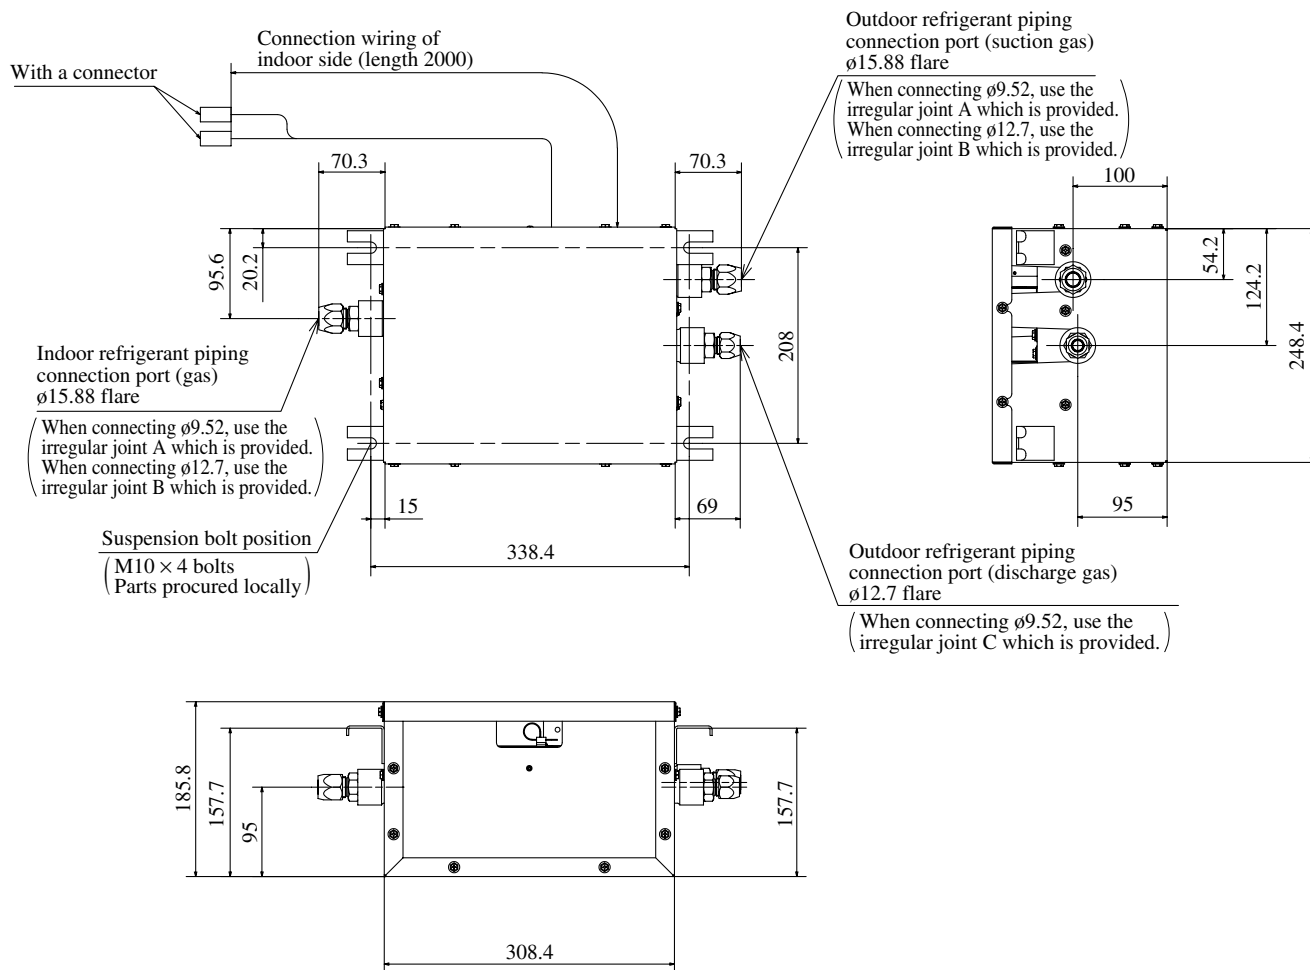 Outdoor refrigerant piping
connection port (suction gas)
ø15.88 flare
(When connecting ø9.52, use the
irregular joint A which is provided.
When connecting ø12.7, use the
irregular joint B which is provided.)
Connection wiring of
indoor side (length 2000)
With a connector
70.3
70.3
100
95.6
20.2
208
54.2
124.2
248.4
Indoor refrigerant piping
connection port (gas)
ø15.88 flare
(When connecting ø9.52, use the
irregular joint A which is provided.
When connecting ø12.7, use the
irregular joint B which is provided.)
15
69
95
Suspension bolt position
(M10 × 4 bolts
Parts procured locally)
338.4
Outdoor refrigerant piping
connection port (discharge gas)
ø12.7 flare
(When connecting ø9.52, use the
irregular joint C which is provided.)
185.8
157.7
95
157.7
308.4